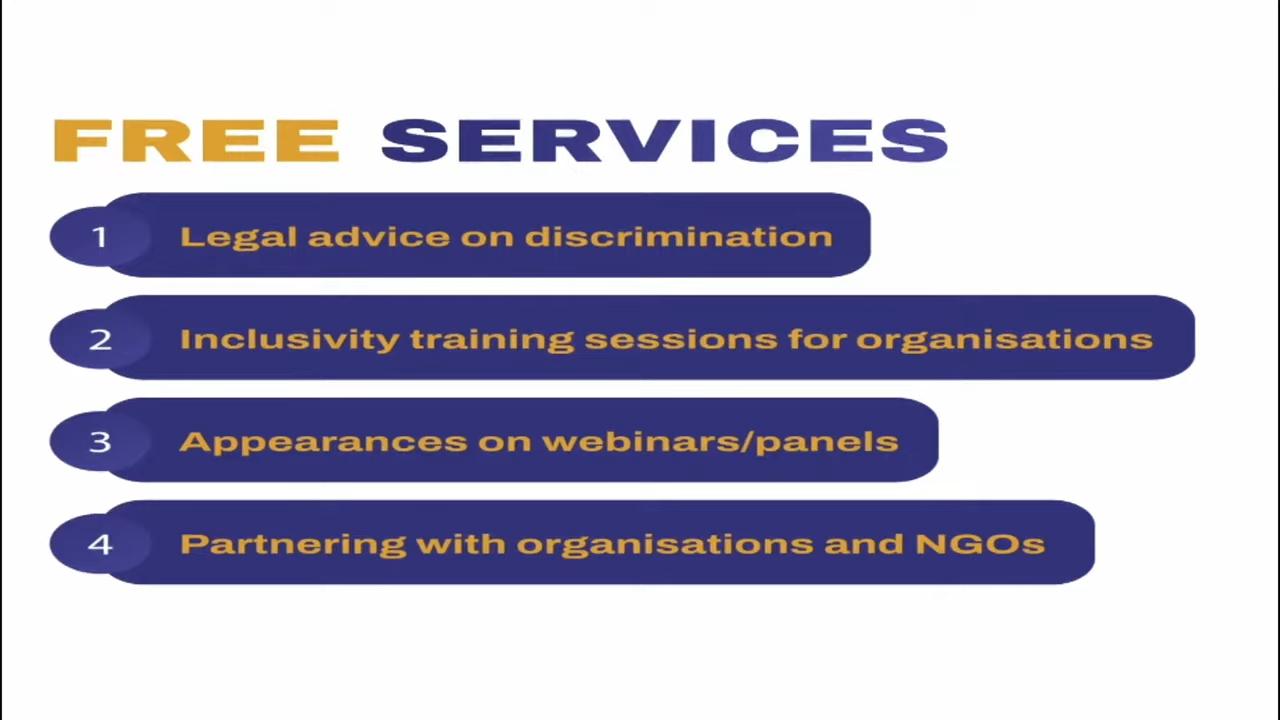 FREE SERVICES
1 Legal advice on discrimination
2 Inclusivity training sessions for organisations
3 Appearances on webinars/panels
4 Partnering with organisations and NGOs